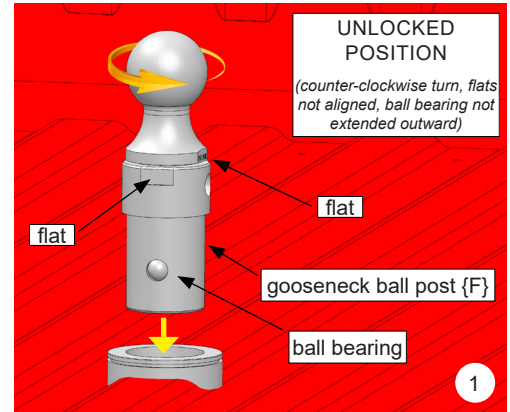 UNLOCKED
POSITION
(counter-clockwise turn, flats
not aligned, ball bearing not
extended outward)
flat
flat
gooseneck ball post {F}
ball bearing
1